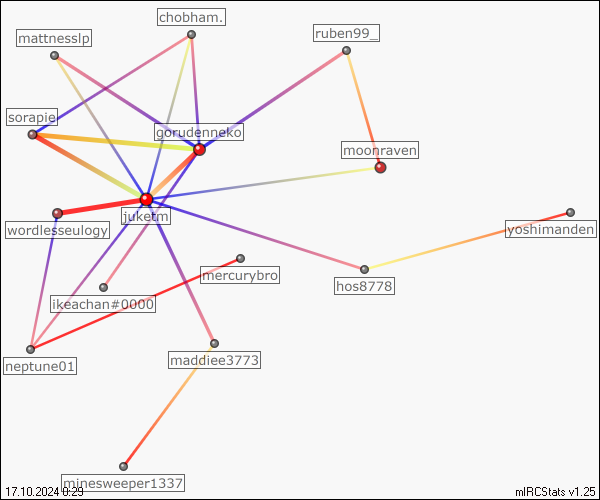 chobham.
mattnesslp
ruben99_
sorapie
gorudenneko
moonraven
juketm
wordlesseulogy
yoshimanden
mercurybro
hos8778
ikeachan#0000
maddiee3773
neptune01
minesweeper1337
17.10.2024 0:29
mIRCStats v1.25